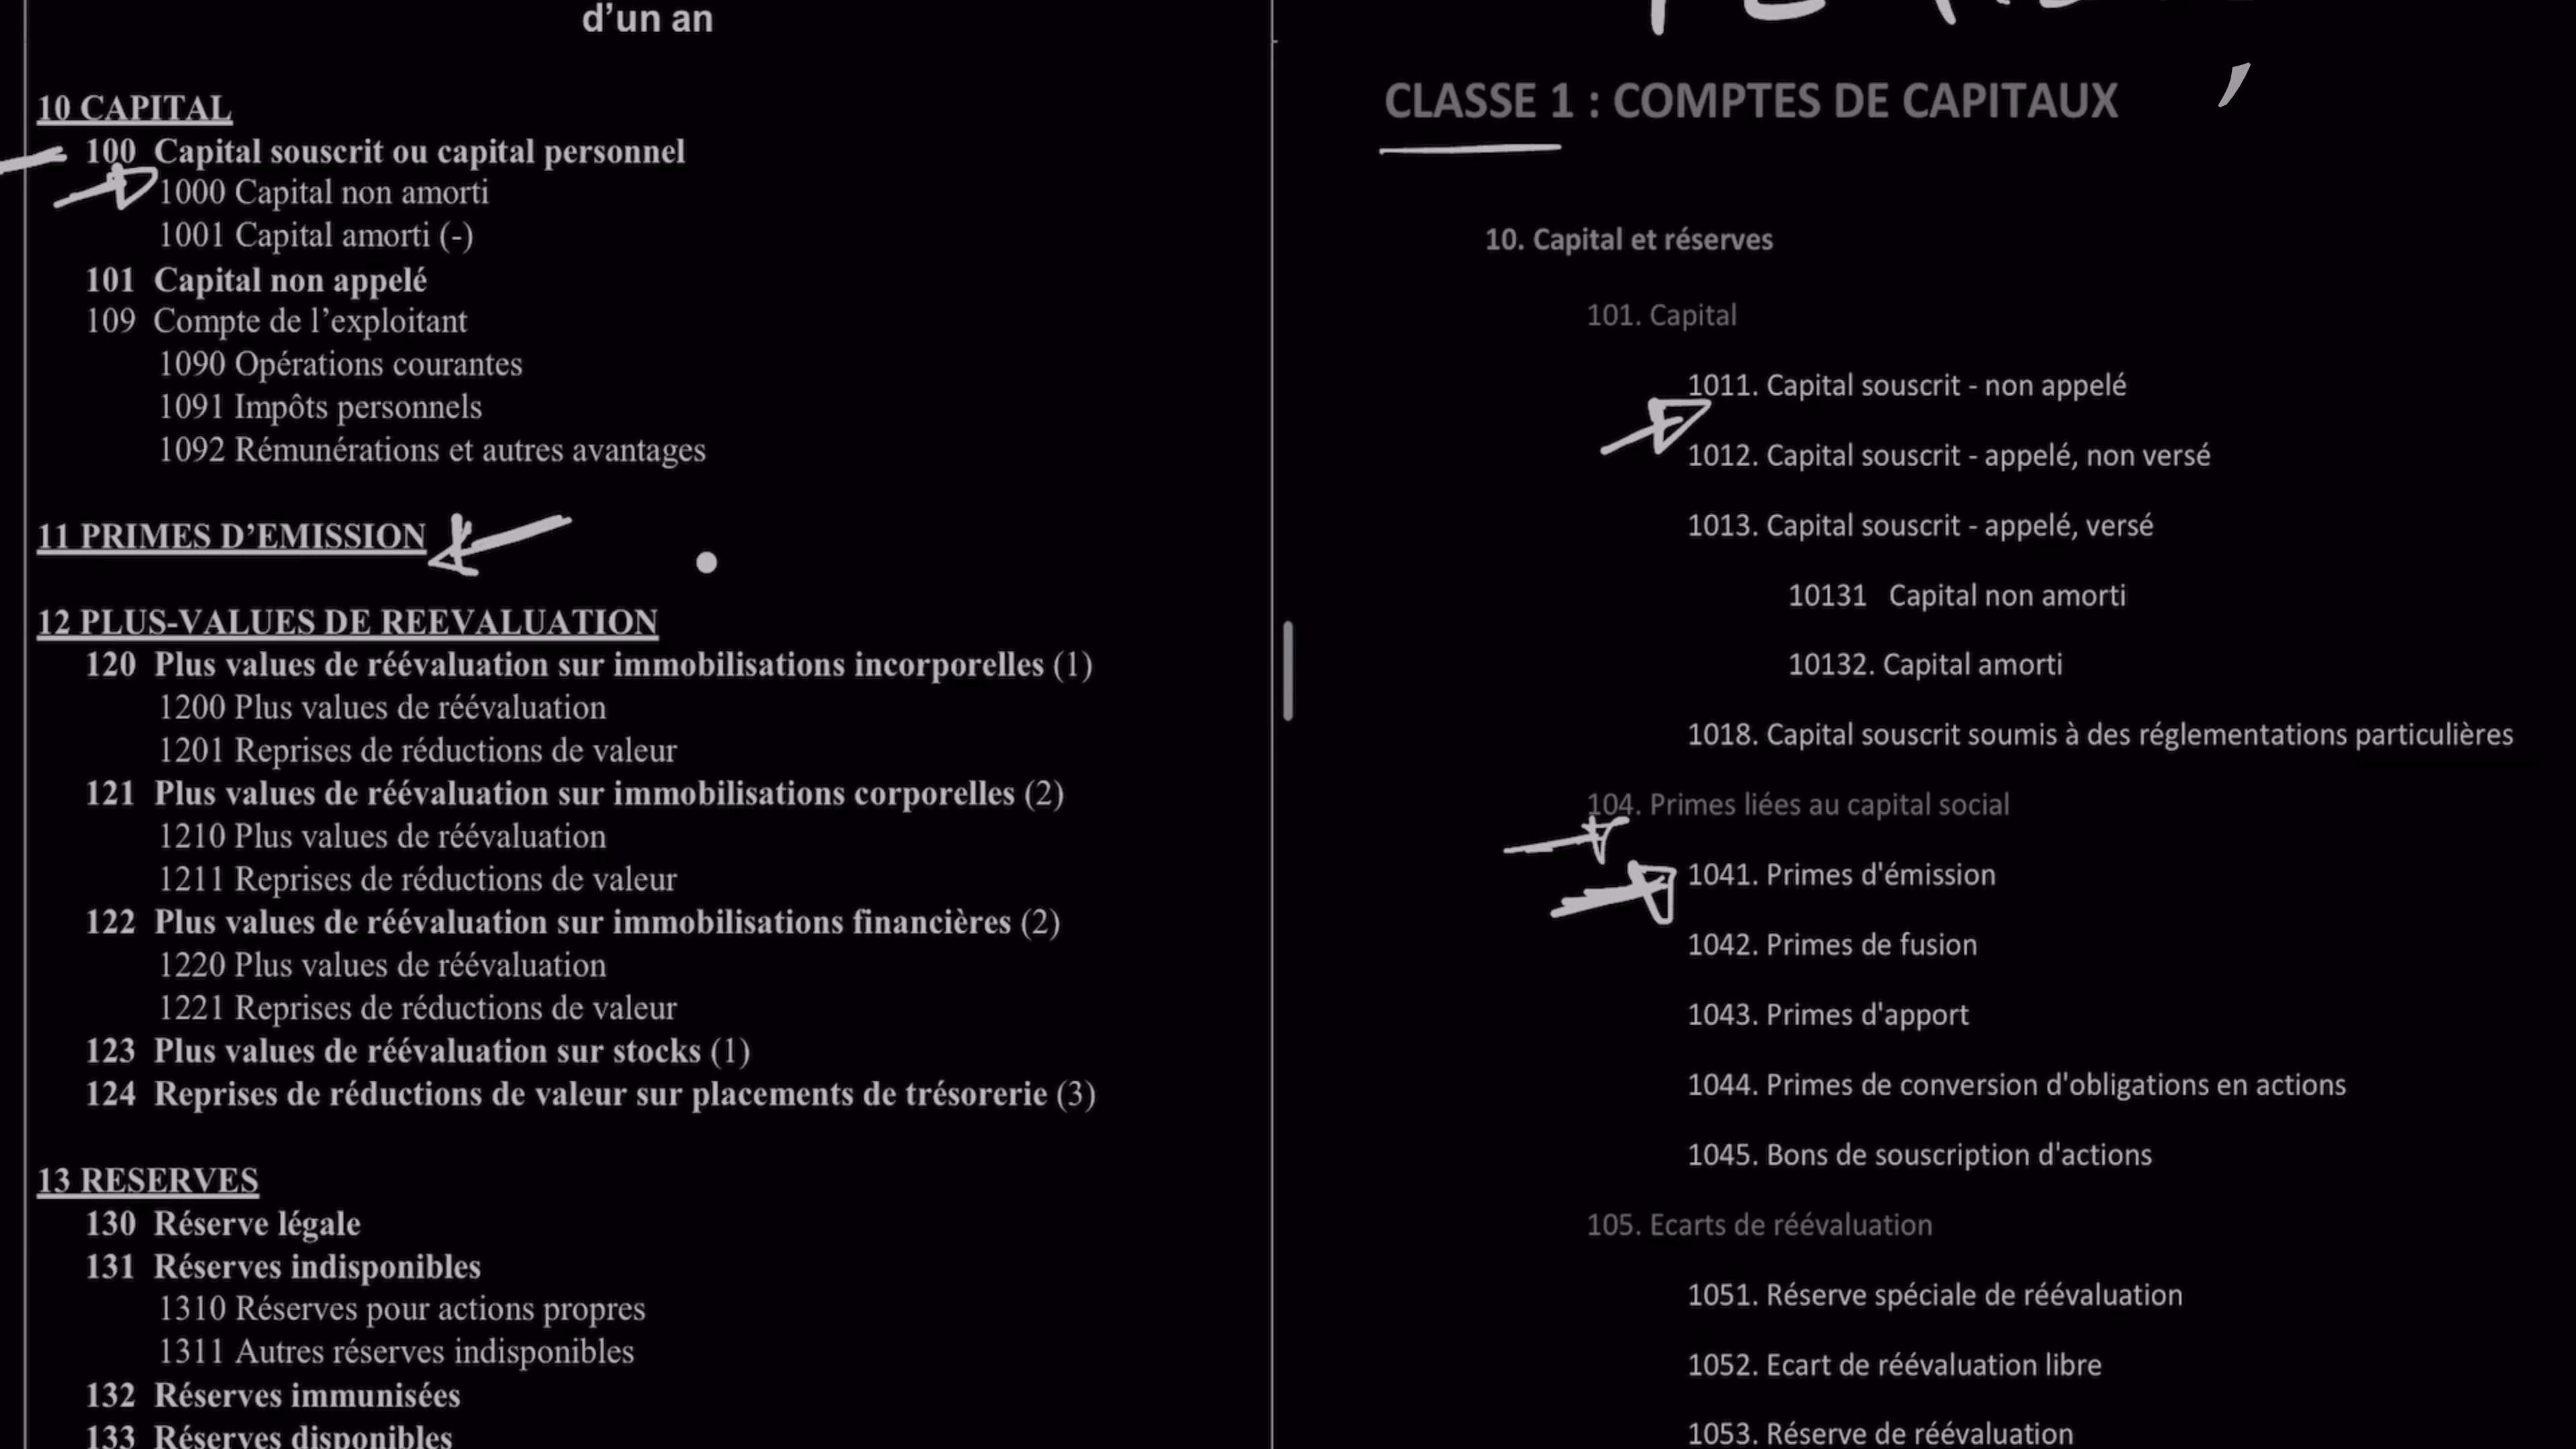 d’un an
10 CAPITAL
100 Capital souscrit ou capital personnel
1000 Capital non amorti
1001 Capital amorti (-)
101 Capital non appelé
109 Compte de l’exploitant
1090 Opérations courantes
1091 Impôts personnels
1092 Rémunérations et autres avantages
11 PRIMES D’EMISSION
12 PLUS-VALUES DE REEVALUATION
120 Plus values de réévaluation sur immobilisations incorporelles (1)
1200 Plus values de réévaluation
1201 Reprises de réductions de valeur
121 Plus values de réévaluation sur immobilisations corporelles (2)
1210 Plus values de réévaluation
1211 Reprises de réductions de valeur
122 Plus values de réévaluation sur immobilisations financières (2)
1220 Plus values de réévaluation
1221 Reprises de réductions de valeur
123 Plus values de réévaluation sur stocks (1)
124 Reprises de réductions de valeur sur placements de trésorerie (3)
13 RESERVES
130 Réserve légale
131 Réserves indisponibles
1310 Réserves pour actions propres
1311 Autres réserves indisponibles
132 Réserves immunisées
133 Réserves disponibles
CLASSE 1 : COMPTES DE CAPITAUX
10. Capital et réserves
101. Capital
1011. Capital souscrit - non appelé
1012. Capital souscrit - appelé, non versé
1013. Capital souscrit - appelé, versé
10131 Capital non amorti
10132. Capital amorti
1018. Capital souscrit soumis à des réglementations particulières
104. Primes liées au capital social
1041. Primes d'émission
1042. Primes de fusion
1043. Primes d'apport
1044. Primes de conversion d'obligations en actions
1045. Bons de souscription d'actions
105. Ecarts de réévaluation
1051. Réserve spéciale de réévaluation
1052. Ecart de réévaluation libre
1053. Réserve de réévaluation